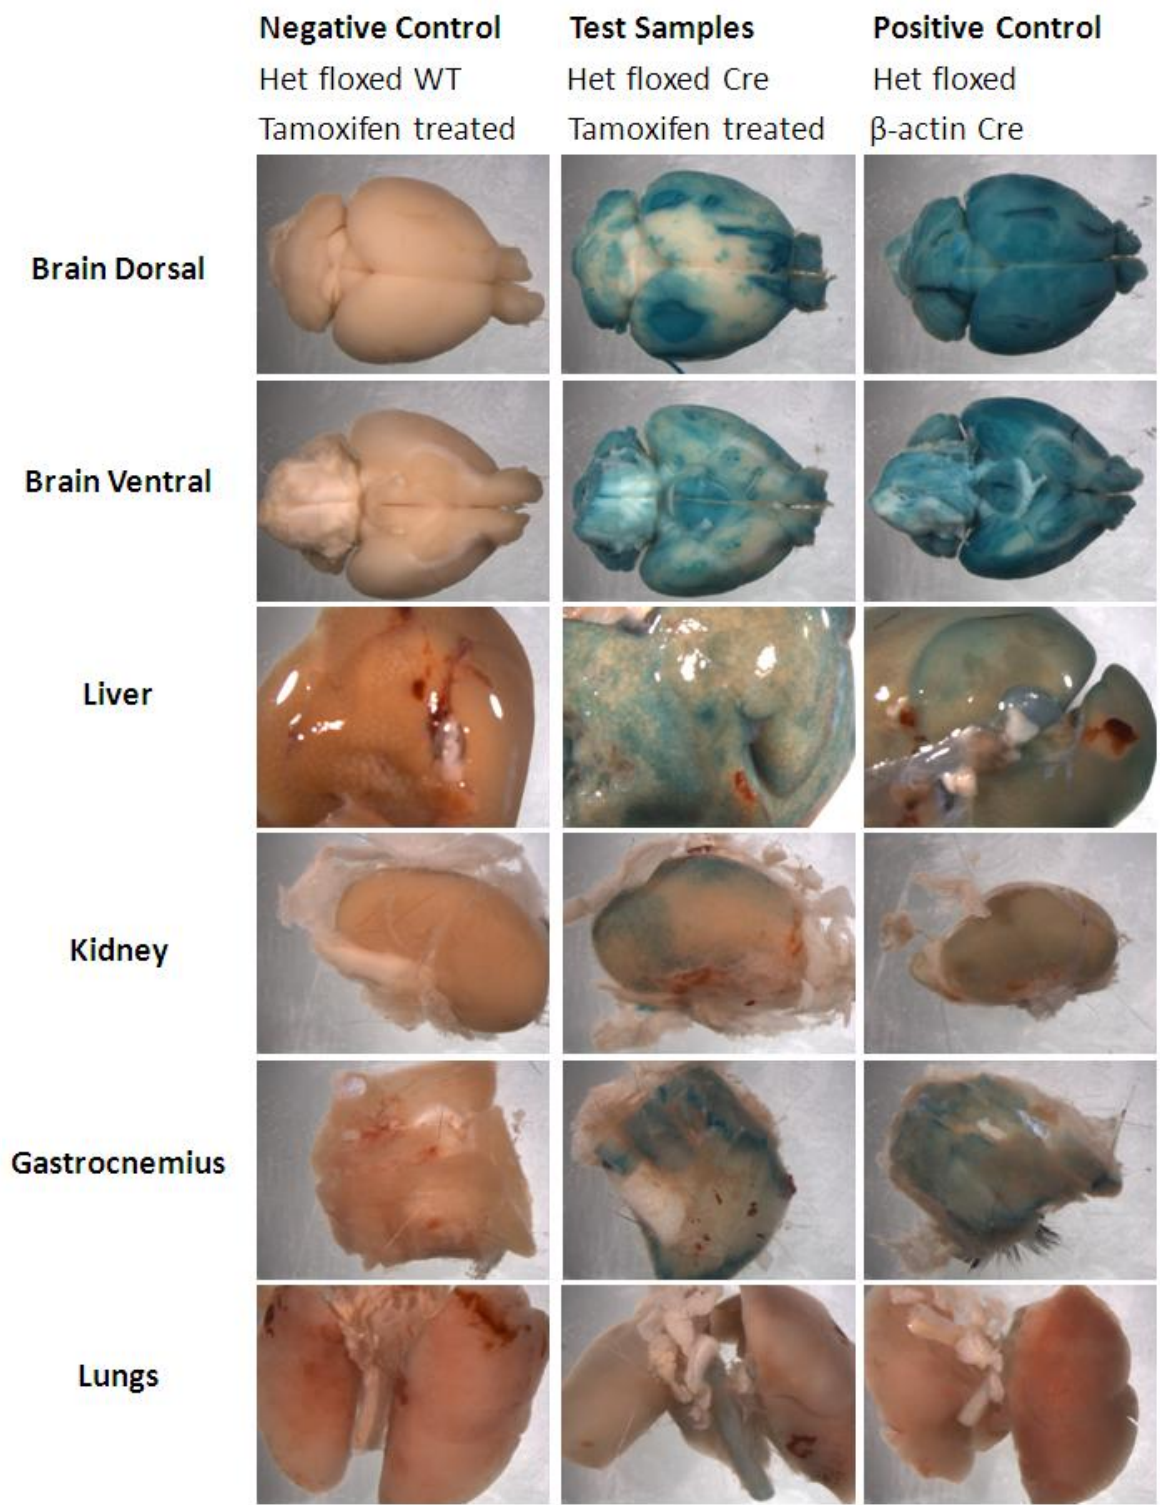 Negative Control
Het floxed WT
Tamoxifen treated
Test Samples
Het floxed Cre
Tamoxifen treated
Positive Control
Het floxed
β-actin Cre
Brain Dorsal
Brain Ventral
Liver
Kidney
Gastrocnemius
Lungs